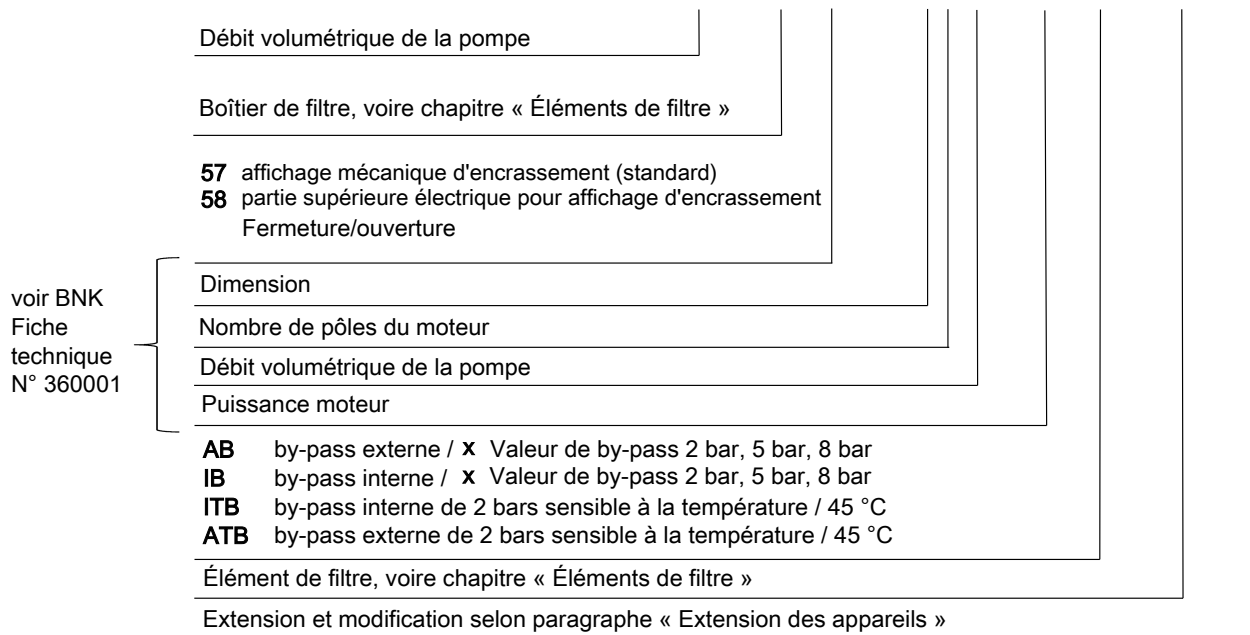 Débit volumétrique de la pompe
Boîtier de filtre, voire chapitre « Éléments de filtre »
57 affichage mécanique d'encrassement (standard)
58 partie supérieure électrique pour affichage d'encrassement
Fermeture/ouverture
voir BNK
Fiche
technique
N° 360001
Dimension
Nombre de pôles du moteur
Débit volumétrique de la pompe
Puissance moteur
AB by-pass externe / x Valeur de by-pass 2 bar, 5 bar, 8 bar
IB by-pass interne / x Valeur de by-pass 2 bar, 5 bar, 8 bar
ITB by-pass interne de 2 bars sensible à la température / 45 °C
ATB by-pass externe de 2 bars sensible à la température / 45 °C
Élément de filtre, voire chapitre « Éléments de filtre »
Extension et modification selon paragraphe « Extension des appareils »